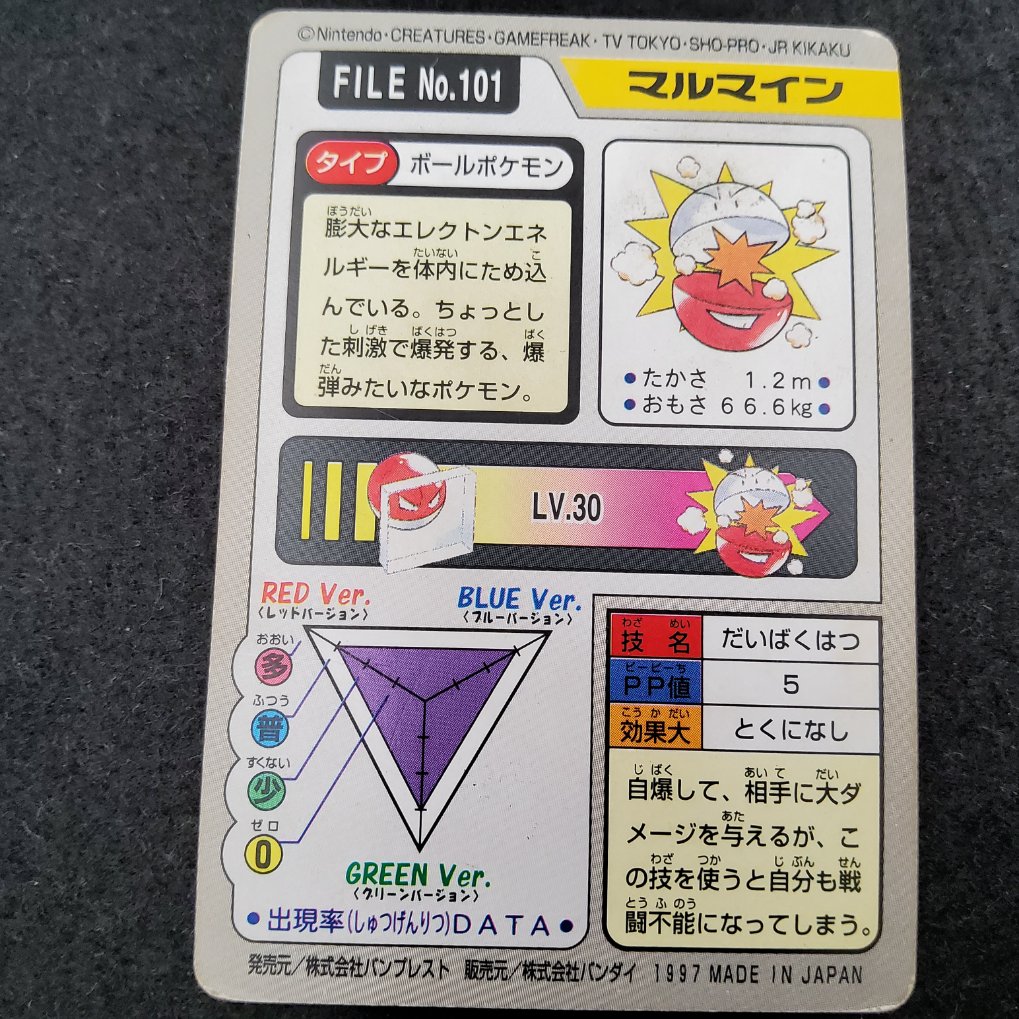 ©Nintendo・CREATURES・GAMEFREAK・TV TOKYO・SHO-PRO・JR KIKAKU
FILE No.101
マルマイン
タイプ
ボールポケモン
ぼうだい
膨大なエレクトンエネ
たいない こ
ルギーを体内にため込
んでいる。ちょっとし
しげき ばくはつ ばく
た刺激で爆発する、爆
だん
弾みたいなポケモン。
●たかさ 1.2m●
●おもさ 66.6kg●
LV.30
RED Ver.
〈レッドバージョン〉
BLUE Ver.
〈ブルーバージョン〉
おおい
多
ふつう
普
すくない
少
ゼロ
0
GREEN Ver.
〈グリーンバージョン〉
●出現率(しゅつげんりつ)DATA●
わざ めい
技名
だいばくはつ
ピーピーち
PP値
5
こうかだい
効果大
とくになし
じばく あいて だい
自爆して、相手に大ダ
あた
メージを与えるが、こ
わざ つか じぶん せん
の技を使うと自分も戦
とうふのう
闘不能になってしまう。
発売元／株式会社バンプレスト 販売元／株式会社バンダイ 1997 MADE IN JAPAN